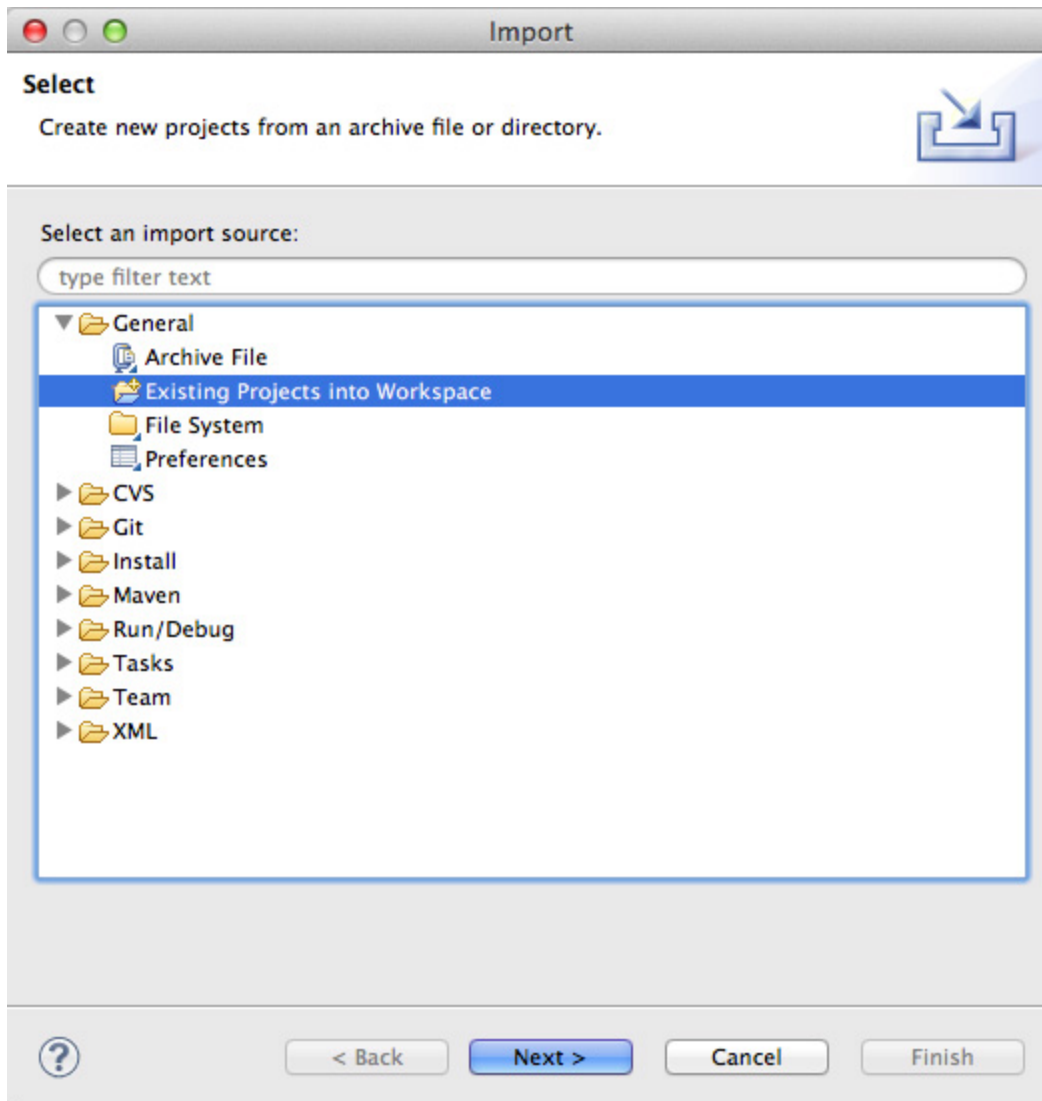 Import
Select
Create new projects from an archive file or directory.
Select an import source:
type filter text
General
Archive File
Existing Projects into Workspace
File System
Preferences
CVS
Git
Install
Maven
Run/Debug
Tasks
Team
XML
? < Back Next > Cancel Finish